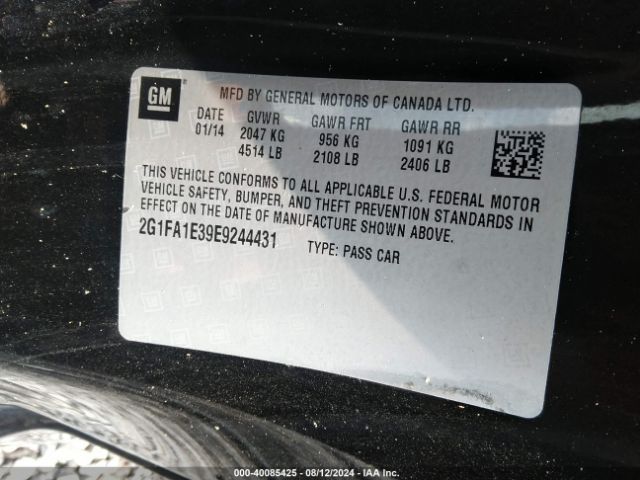 GM ®
MFD BY GENERAL MOTORS OF CANADA LTD.
DATE GVWR GAWR FRT GAWR RR
01/14 2047 KG 956 KG 1091 KG
4514 LB 2108 LB 2406 LB
THIS VEHICLE CONFORMS TO ALL APPLICABLE U.S. FEDERAL MOTOR
VEHICLE SAFETY, BUMPER, AND THEFT PREVENTION STANDARDS IN
EFFECT ON THE DATE OF MANUFACTURE SHOWN ABOVE.
2G1FA1E39E9244431 TYPE: PASS CAR
000-40085425 - 08/12/2024 - IAA Inc.